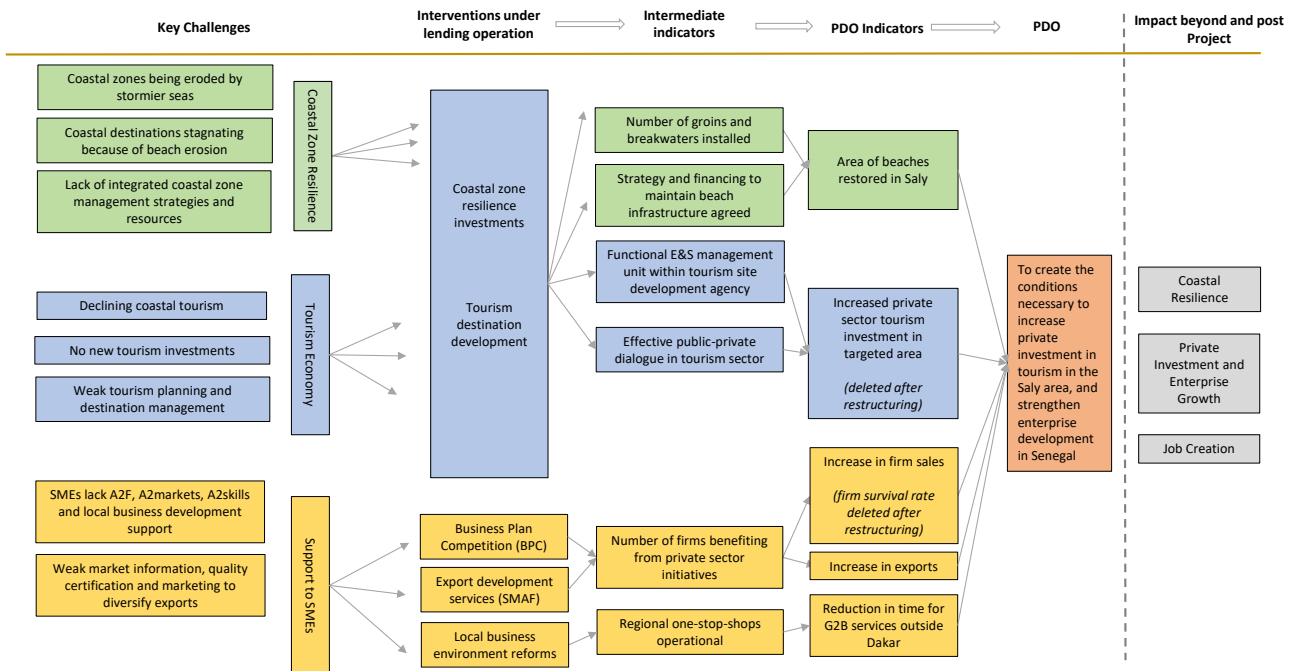 Key Challenges
Interventions under
lending operation
Intermediate
indicators
PDO Indicators
PDO
Impact beyond and post
Project
Coastal zones being eroded by
stormier seas
Coastal destinations stagnating
because of beach erosion
Lack of integrated coastal zone
management strategies and
resources
Coastal Zone Resilience
Declining coastal tourism
No new tourism investments
Weak tourism planning and
destination management
Tourism Economy
SMEs lack A2F, A2markets, A2skills
and local business development
support
Weak market information, quality
certification and marketing to
diversify exports
Support to SMEs
Coastal zone
resilience
investments
Tourism
destination
development
Business Plan
Competition (BPC)
Export development
services (SMAF)
Local business
environment reforms
Number of groins and
breakwaters installed
Strategy and financing to
maintain beach
infrastructure agreed
Functional E&S management
unit within tourism site
development agency
Effective public-private
dialogue in tourism sector
Number of firms benefiting
from private sector
initiatives
Regional one-stop-shops
operational
Area of beaches
restored in Saly
Increased private
sector tourism
investment in
targeted area
(deleted after
restructuring)
Increase in firm sales
(firm survival rate
deleted after
restructuring)
Increase in exports
Reduction in time for
G2B services outside
Dakar
To create the
conditions
necessary to
increase
private
investment in
tourism in the
Saly area, and
strengthen
enterprise
development
in Senegal
Coastal
Resilience
Private
Investment and
Enterprise
Growth
Job Creation